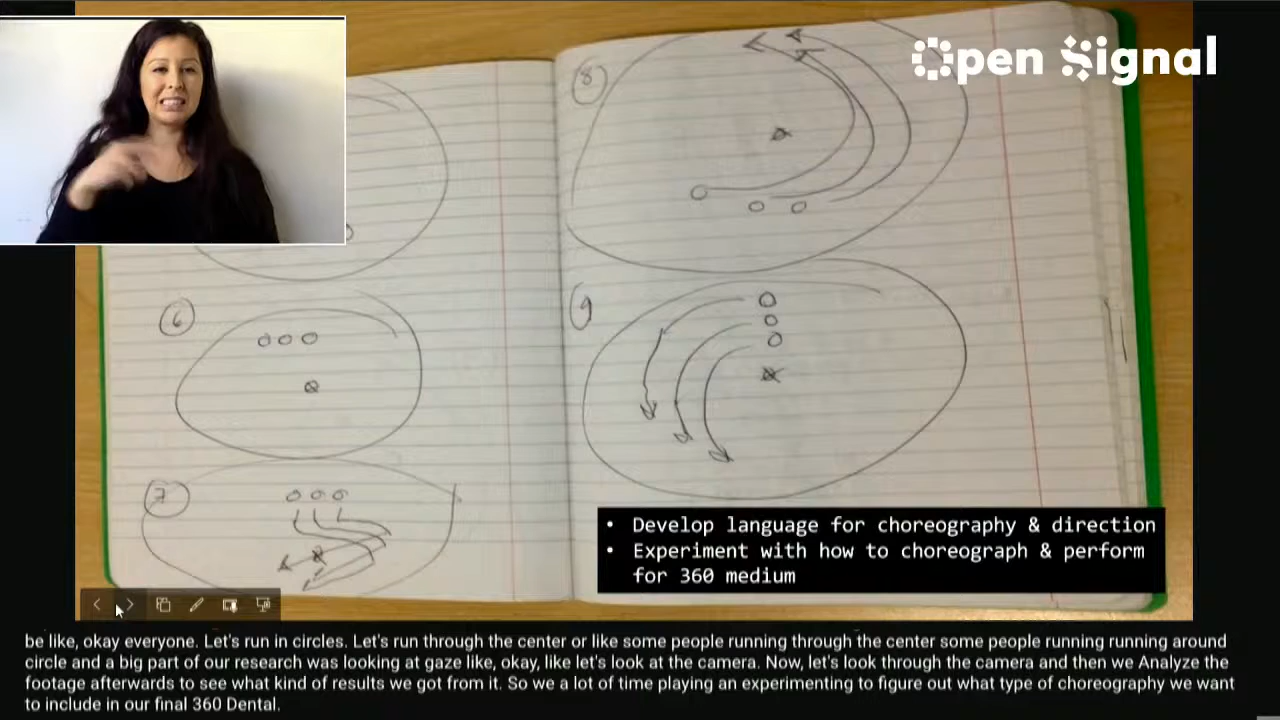 Open Signal
8
6
9
7
• Develop language for choreography & direction
• Experiment with how to choreograph & perform
for 360 medium
be like, okay everyone. Let's run in circles. Let's run through the center or like some people running through the center some people running running around
circle and a big part of our research was looking at gaze like, okay, like let's look at the camera. Now, let's look through the camera and then we Analyze the
footage afterwards to see what kind of results we got from it. So we a lot of time playing an experimenting to figure out what type of choreography we want
to include in our final 360 Dental.